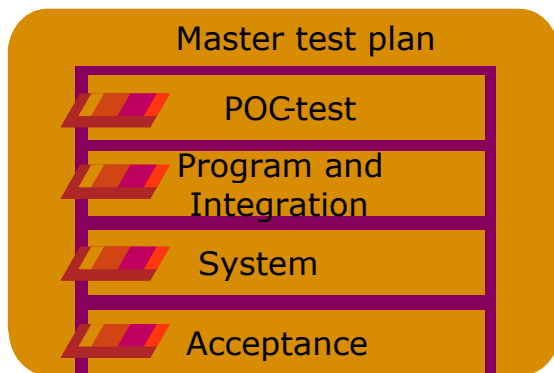 Master test plan
POC-test
Program and
Integration
System
Acceptance